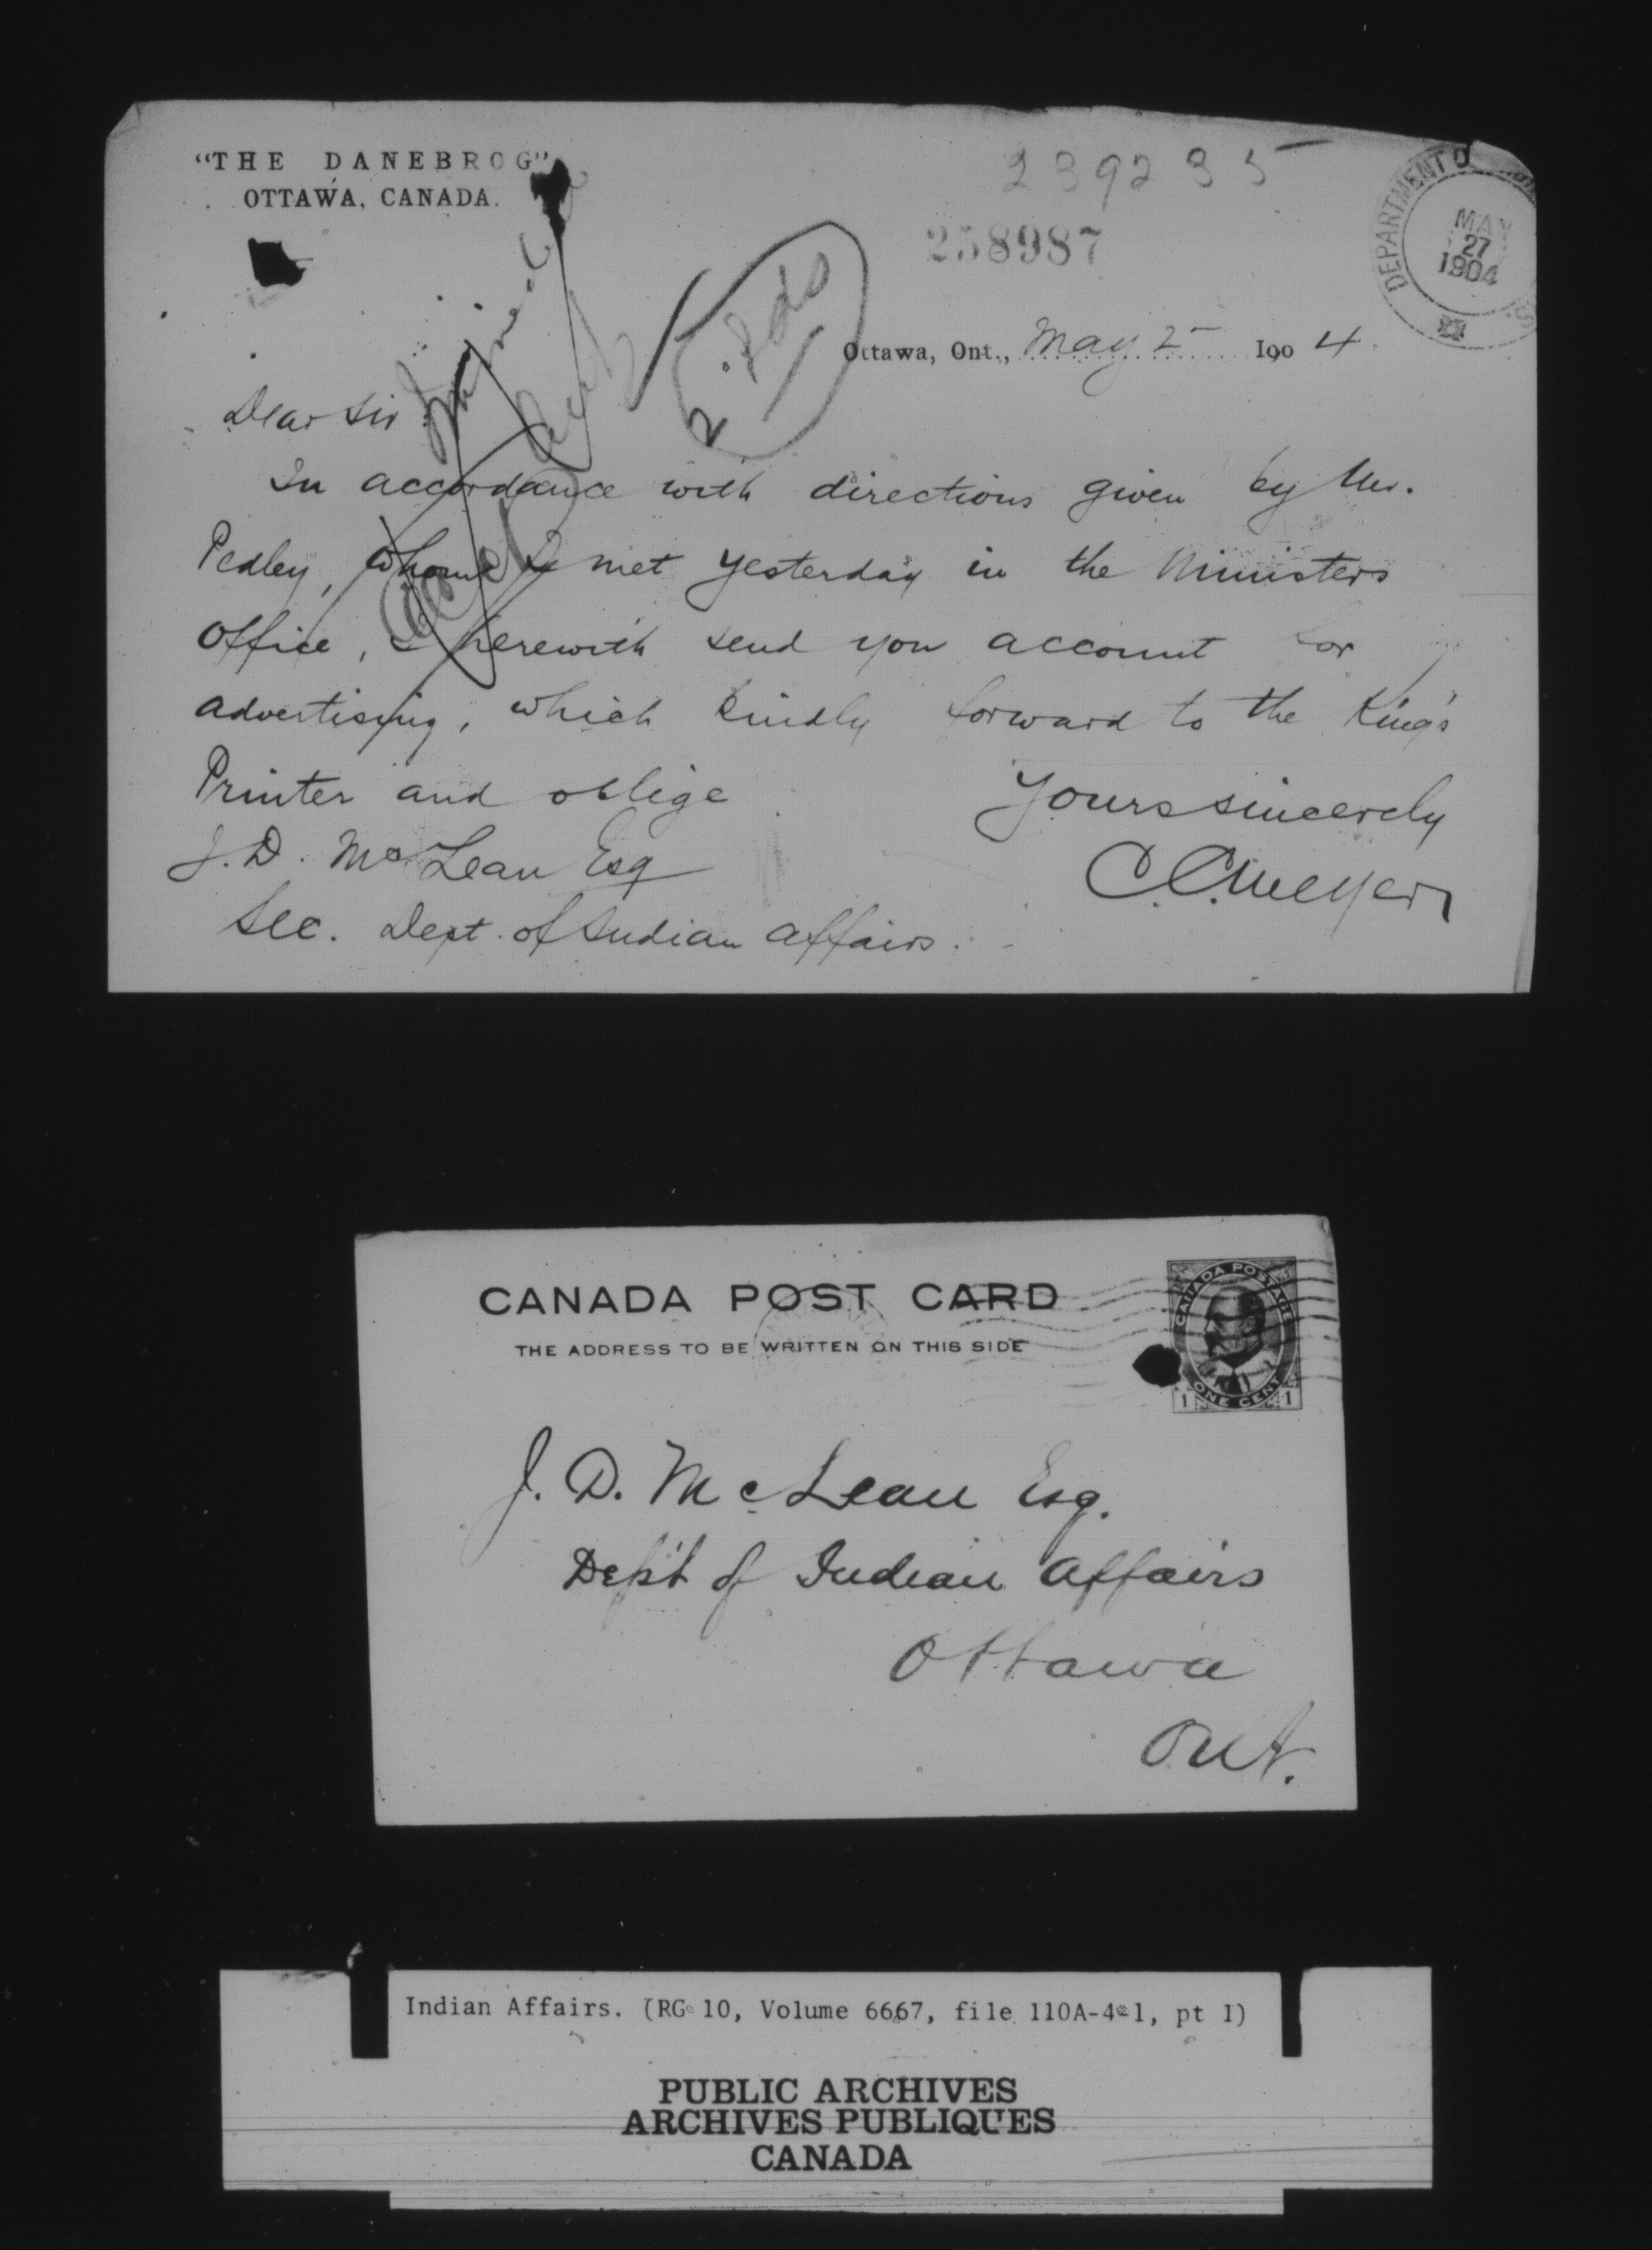 "THE DANEBROG"
OTTAWA, CANADA.
239235
258987
DEPARTMENT O
MAY
27
1904
2 flds
Ottawa, Ont., May 25 1904.
Dear Sir
In accordance with directions given by Mr.
Pedley, whom I met yesterday in the Ministers
Office, I herewith send you account for
advertising, which kindly forward to the King's
Printer and oblige
Yours sincerely
C.C. Meyer
J. D. McLean Esq
Sec. Dept. of Indian Affairs.
CANADA POST CARD
THE ADDRESS TO BE WRITTEN ON THIS SIDE
CANADA POSTAGE
1 ONE CENT 1
J. D. McLean Esq.
Dep't of Indian Affairs
Ottawa
Ont.
Indian Affairs. (RG 10, Volume 6667, file 110A-4-1, pt 1)
PUBLIC ARCHIVES
ARCHIVES PUBLIQUES
CANADA